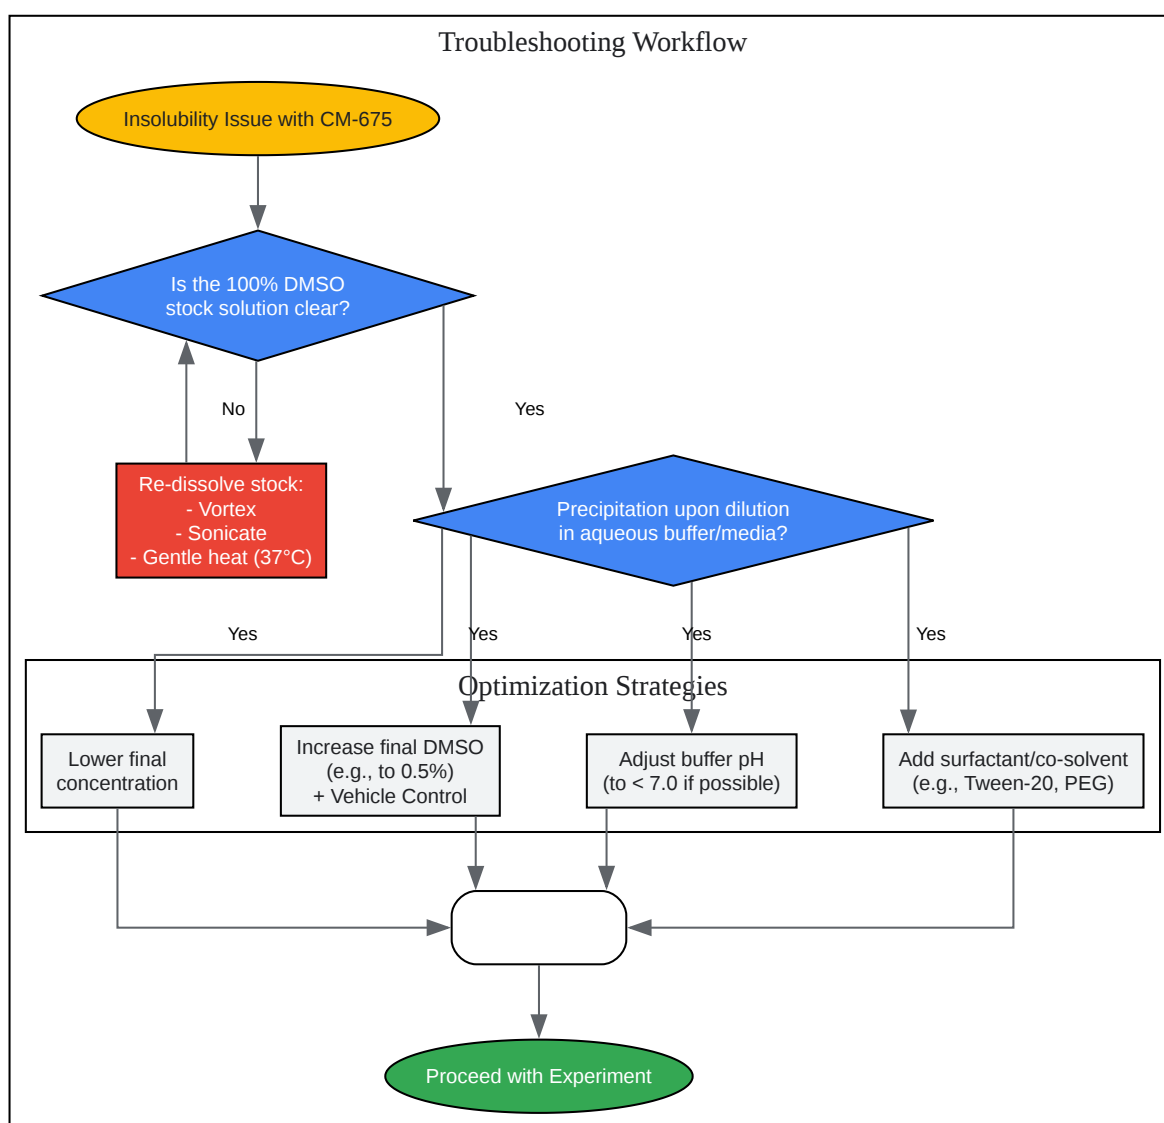 Troubleshooting Workflow
Insolubility Issue with CM-675
Is the 100% DMSO
stock solution clear?
No
Yes
Re-dissolve stock:
- Vortex
- Sonicate
- Gentle heat (37°C)
Precipitation upon dilution
in aqueous buffer/media?
Yes
Yes
Yes
Yes
Optimization Strategies
Lower final
concentration
Increase final DMSO
(e.g., to 0.5%)
+ Vehicle Control
Adjust buffer pH
(to < 7.0 if possible)
Add surfactant/co-solvent
(e.g., Tween-20, PEG)
Proceed with Experiment